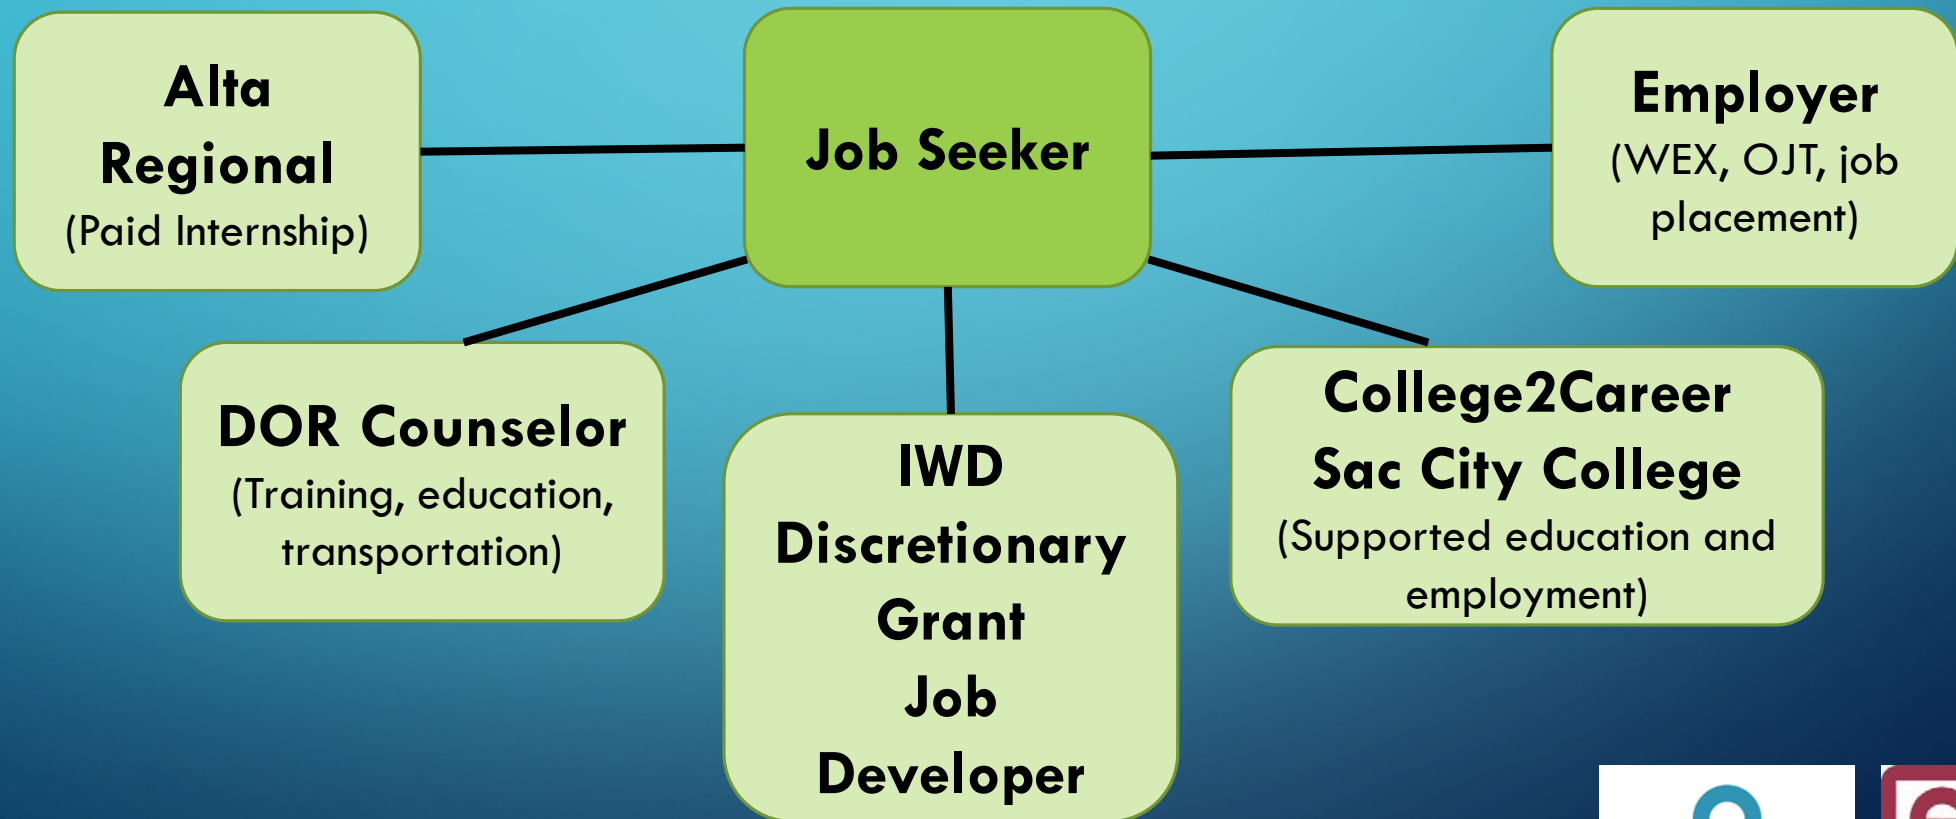 Alta
Regional
(Paid Internship)
Job Seeker
Employer
(WEX, OJT, job
placement)
DOR Counselor
(Training, education,
transportation)
IWD
Discretionary
Grant
Job
Developer
College2Career
Sac City College
(Supported education and
employment)